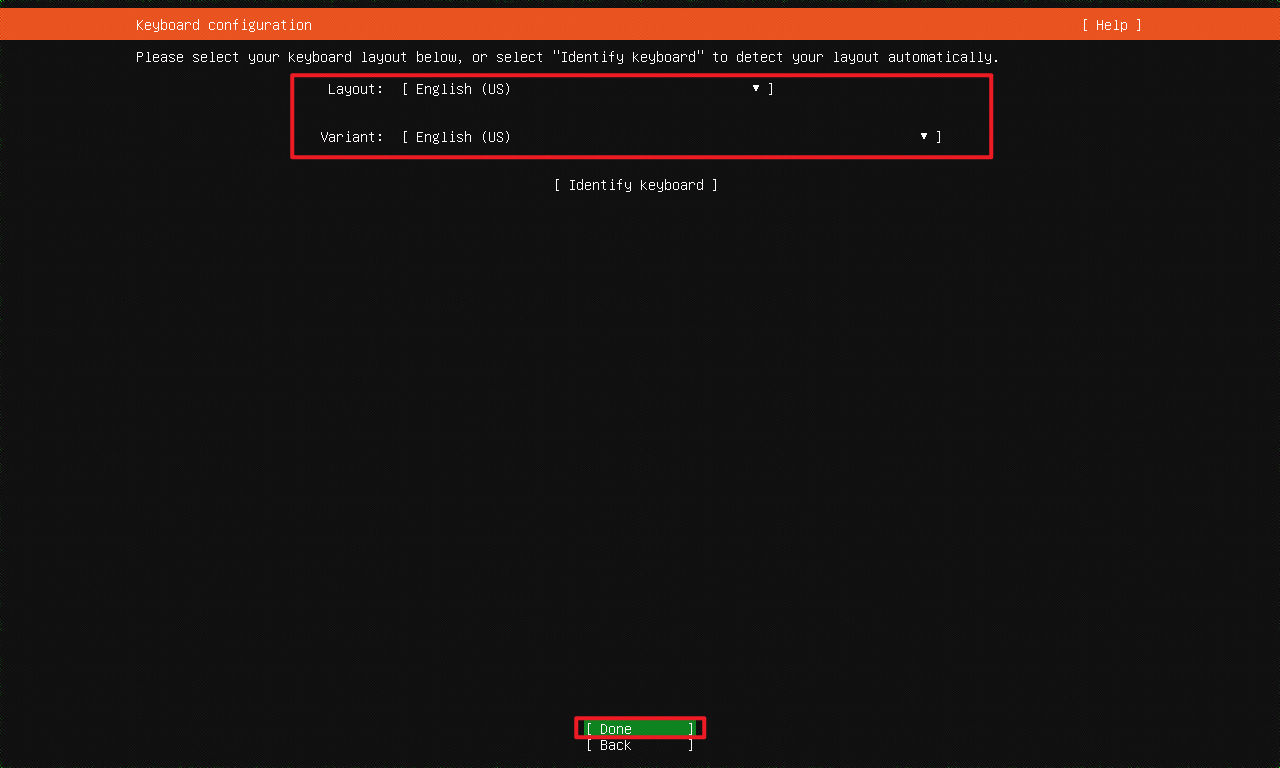 Keyboard configuration [ Help ]
Please select your keyboard layout below, or select "Identify keyboard" to detect your layout automatically.
Layout: [ English (US) ▾ ]
Variant: [ English (US) ▾ ]
[ Identify keyboard ]
[ Done ]
[ Back ]